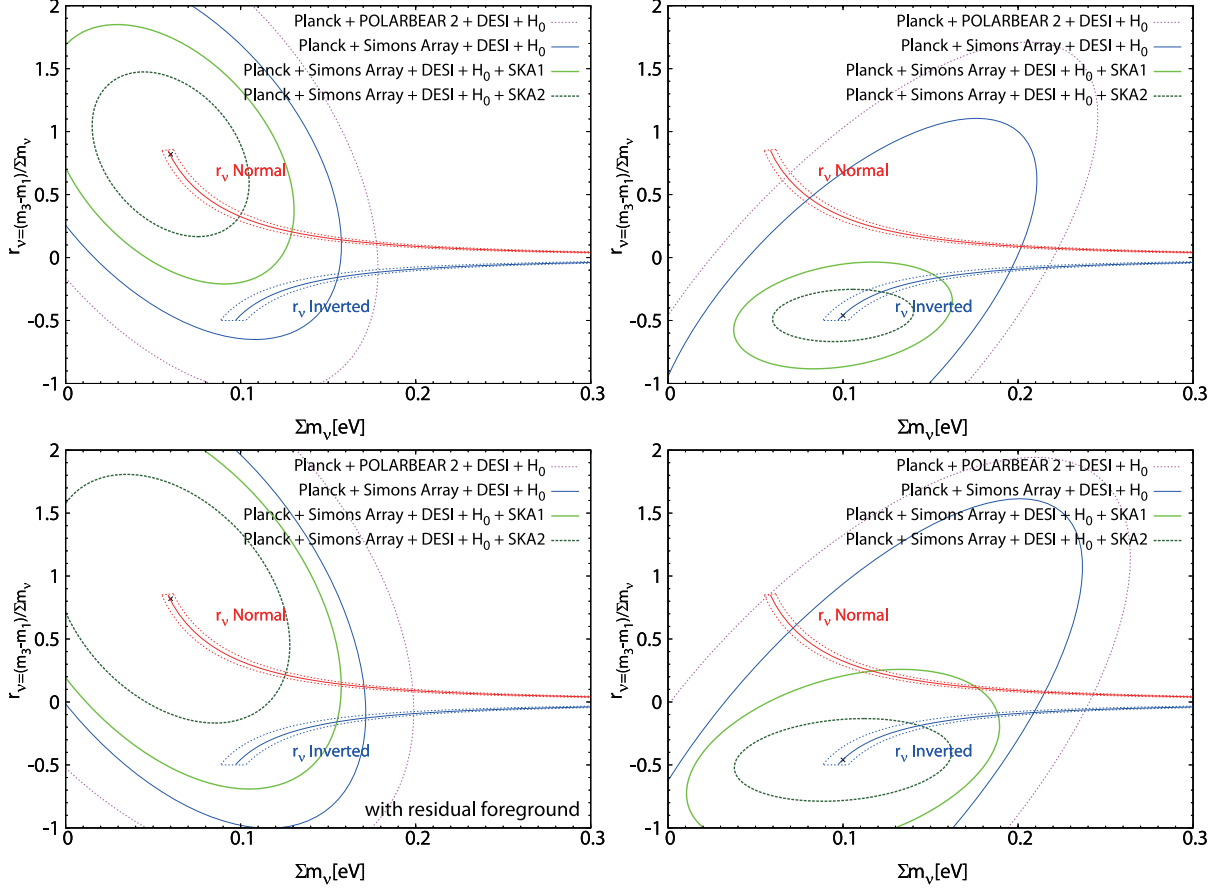 Planck + POLARBEAR 2 + DESI + H₀
Planck + Simons Array + DESI + H₀
Planck + Simons Array + DESI + H₀ + SKA1
Planck + Simons Array + DESI + H₀ + SKA2
rν Normal
rν Inverted
rν=(m₃-m₁)/Σmν
2
1.5
1
0.5
0
-0.5
-1
0
0.1
0.2
0.3
Σmν[eV]
Planck + POLARBEAR 2 + DESI + H₀
Planck + Simons Array + DESI + H₀
Planck + Simons Array + DESI + H₀ + SKA1
Planck + Simons Array + DESI + H₀ + SKA2
rν Normal
rν Inverted
rν=(m₃-m₁)/Σmν
2
1.5
1
0.5
0
-0.5
-1
0
0.1
0.2
0.3
Σmν[eV]
Planck + POLARBEAR 2 + DESI + H₀
Planck + Simons Array + DESI + H₀
Planck + Simons Array + DESI + H₀ + SKA1
Planck + Simons Array + DESI + H₀ + SKA2
rν Normal
rν Inverted
with residual foreground
rν=(m₃-m₁)/Σmν
2
1.5
1
0.5
0
-0.5
-1
0
0.1
0.2
0.3
Σmν[eV]
Planck + POLARBEAR 2 + DESI + H₀
Planck + Simons Array + DESI + H₀
Planck + Simons Array + DESI + H₀ + SKA1
Planck + Simons Array + DESI + H₀ + SKA2
rν Normal
rν Inverted
rν=(m₃-m₁)/Σmν
2
1.5
1
0.5
0
-0.5
-1
0
0.1
0.2
0.3
Σmν[eV]